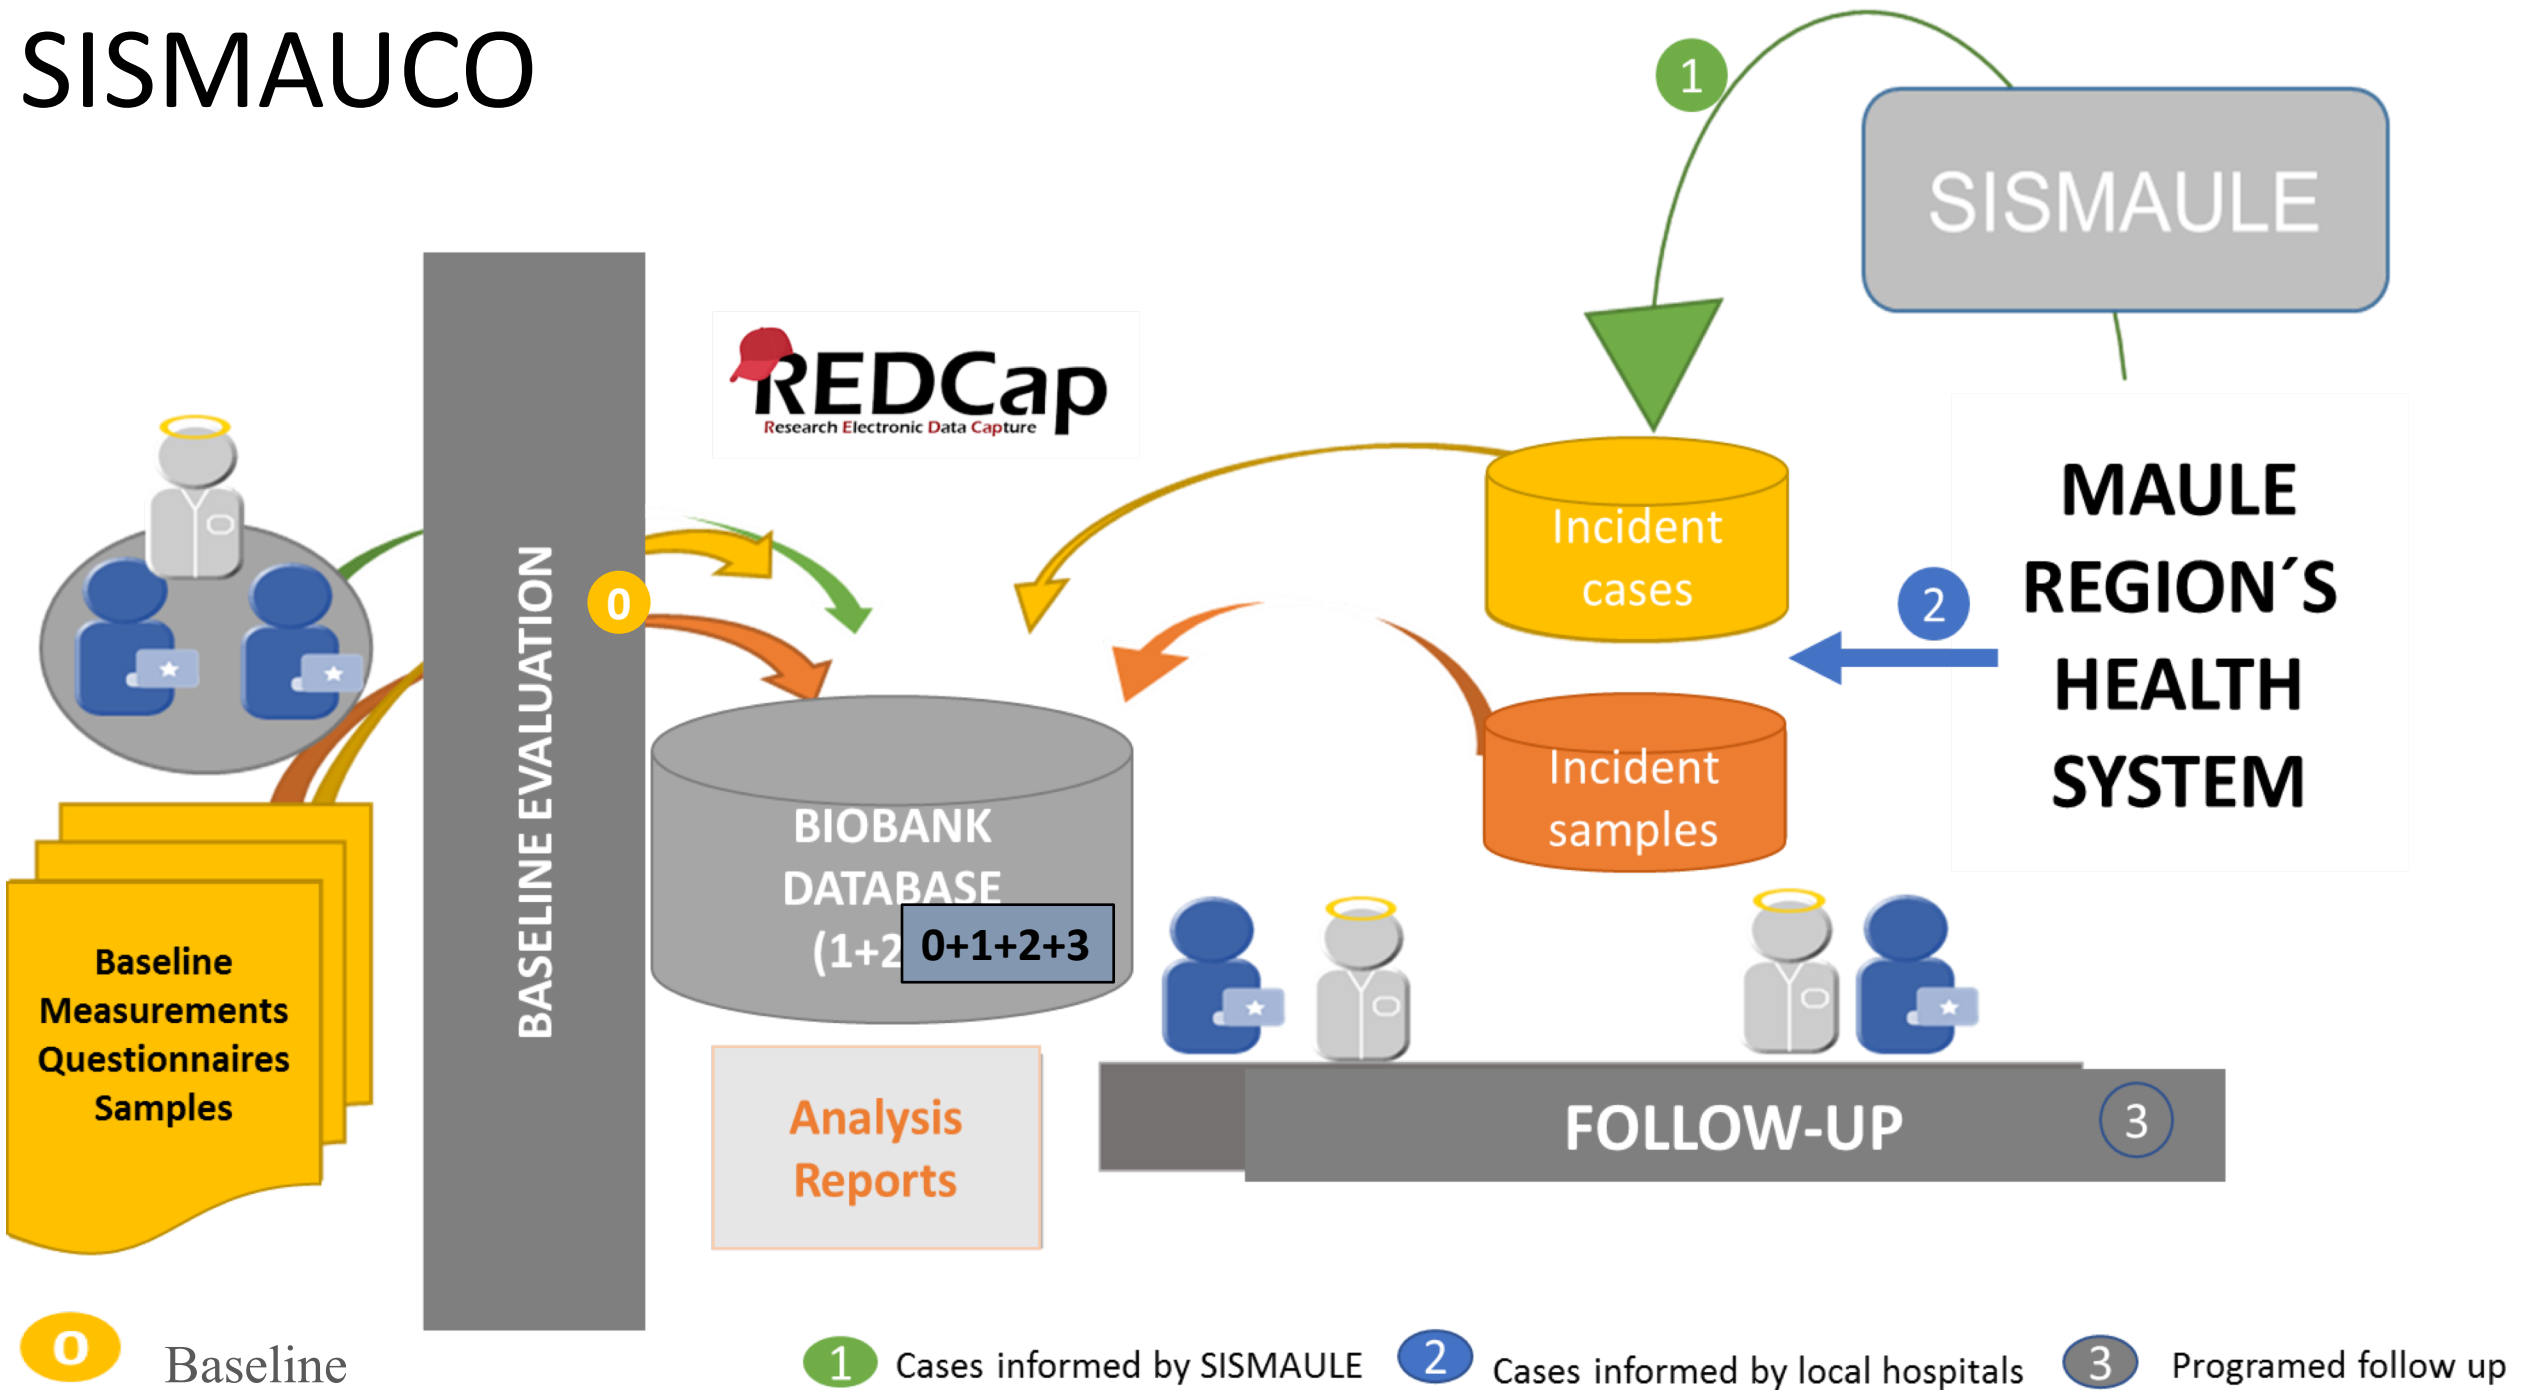 SISMAUCO
1
SISMAULE
REDCap
Research Electronic Data Capture
MAULE
REGION´S
HEALTH
SYSTEM
Incident
cases
2
0
BASELINE EVALUATION
Incident
samples
BIOBANK
DATABASE
(1+2
0+1+2+3
Baseline
Measurements
Questionnaires
Samples
Analysis
Reports
FOLLOW-UP
3
0 Baseline
1 Cases informed by SISMAULE
2 Cases informed by local hospitals
3 Programed follow up